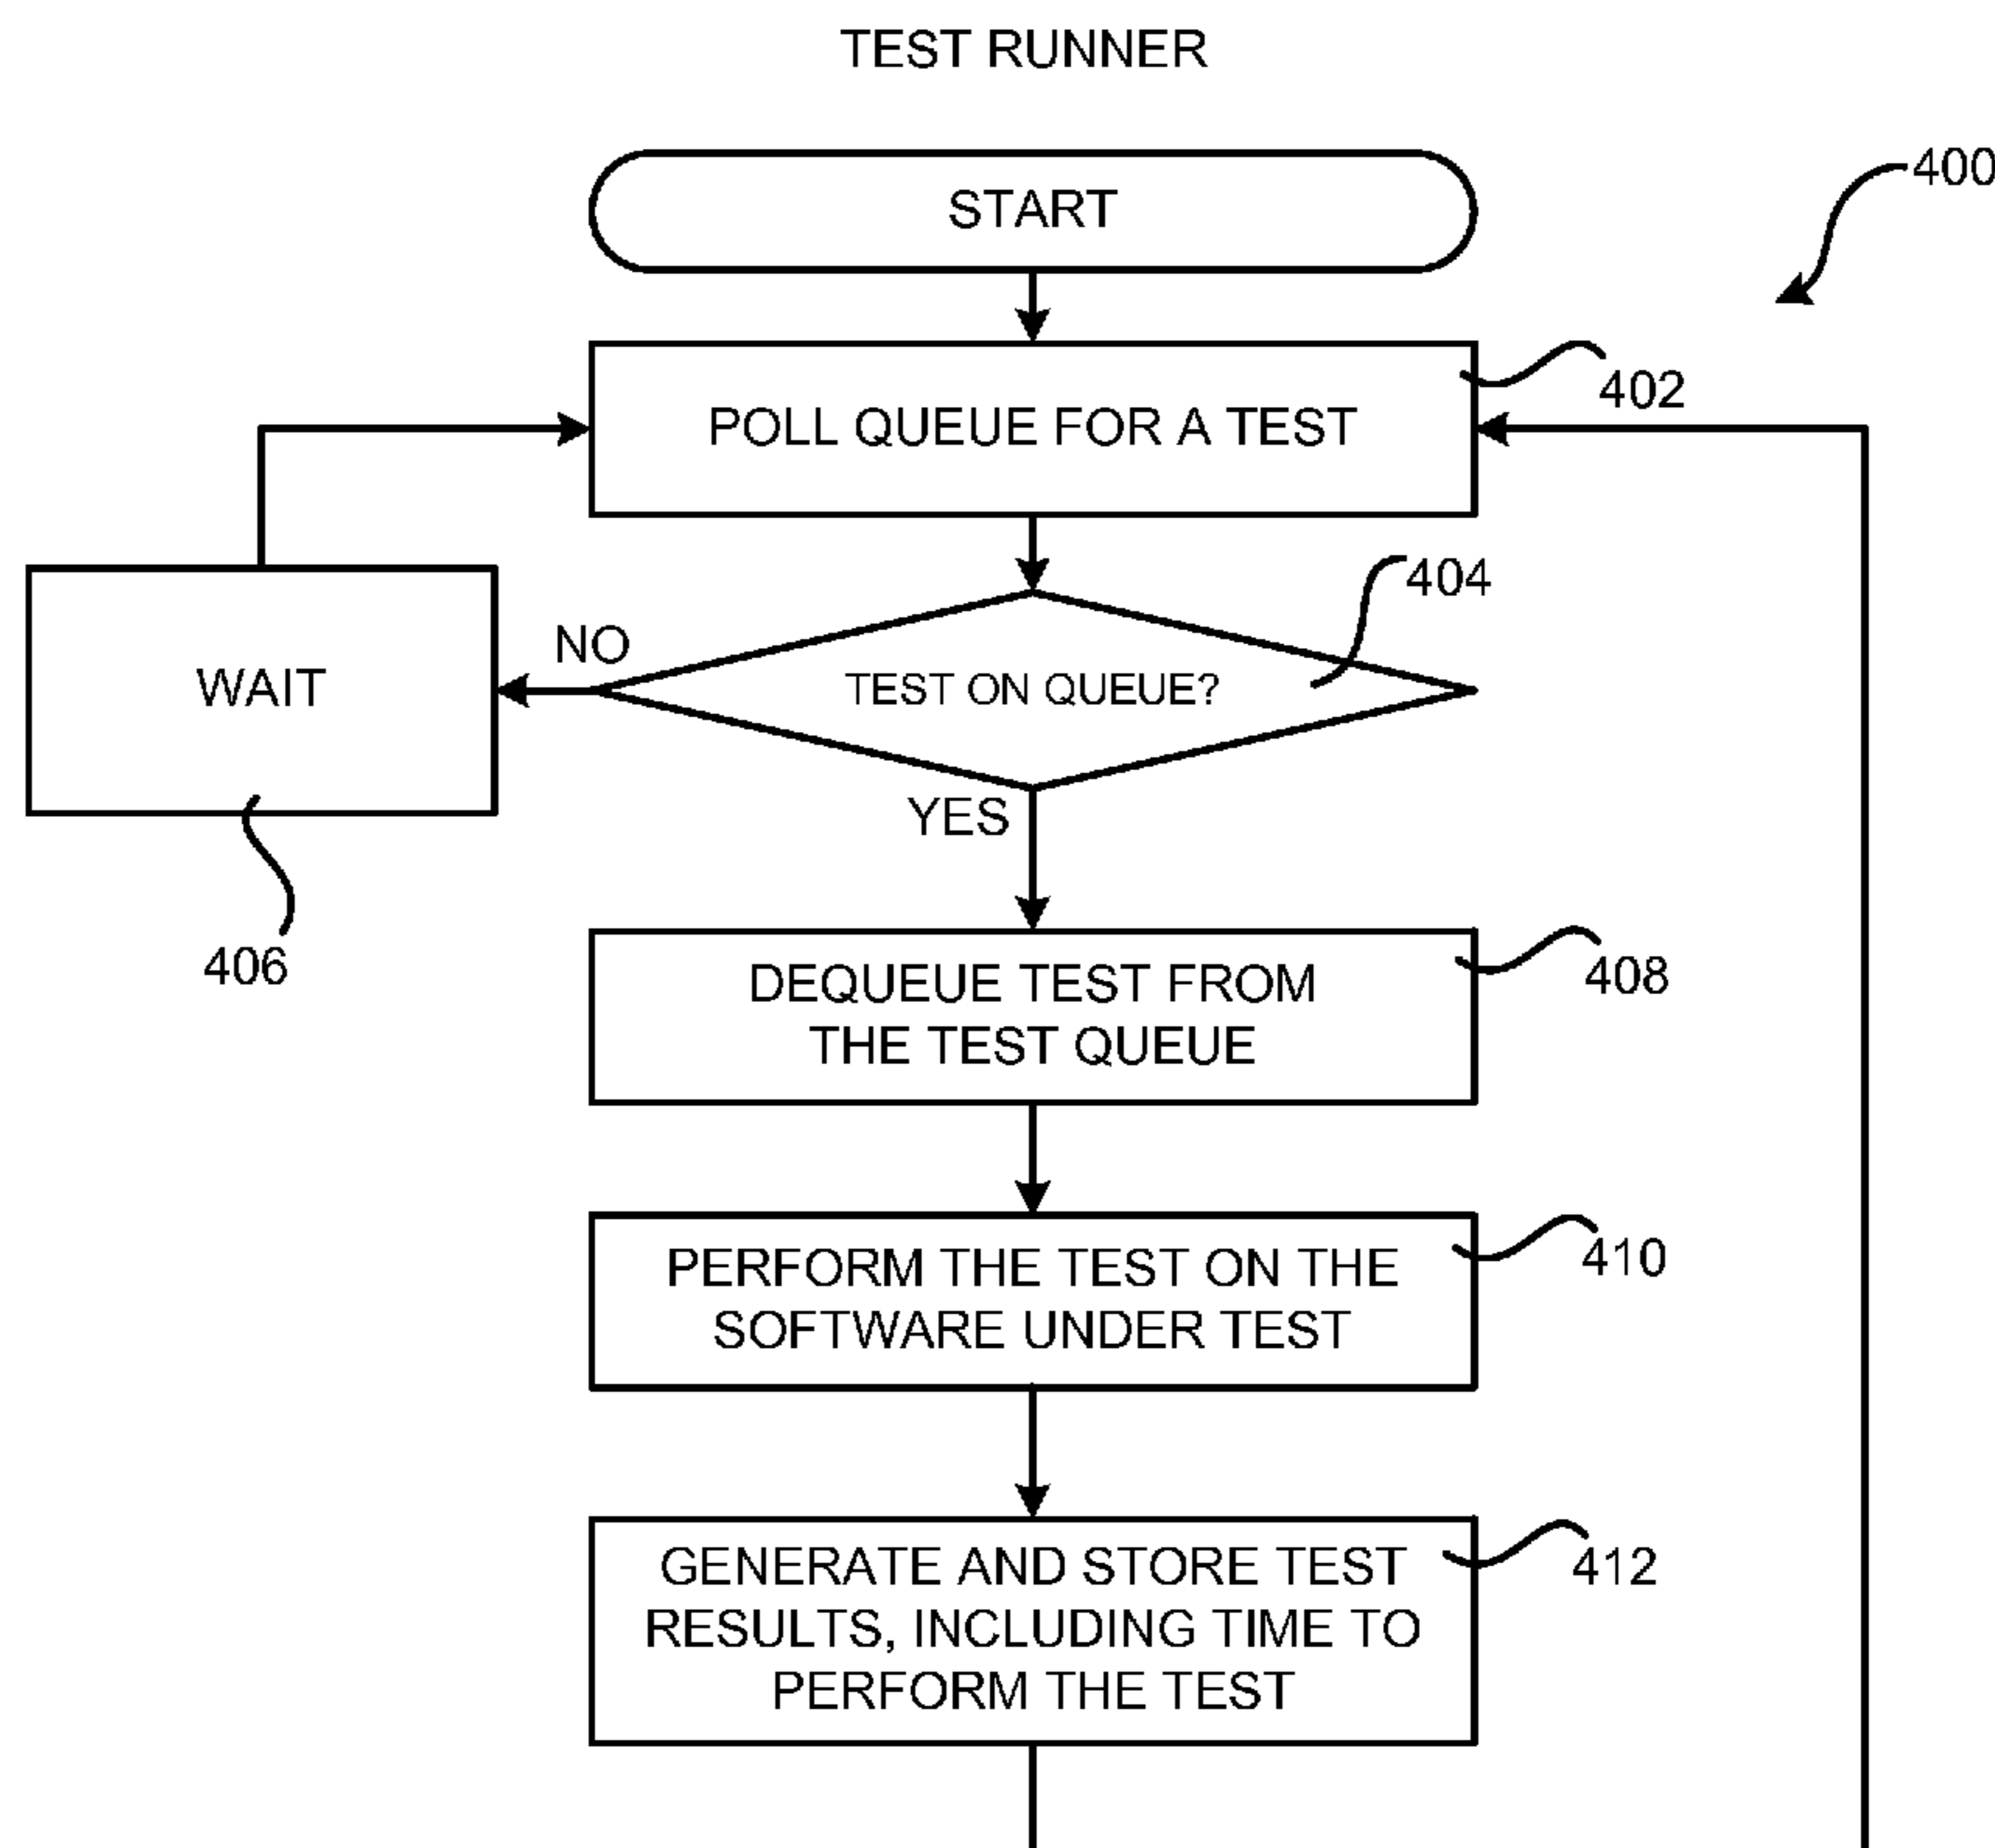 TEST RUNNER
START
400
402
POLL QUEUE FOR A TEST
404
NO
WAIT
TEST ON QUEUE?
YES
406
408
DEQUEUE TEST FROM
THE TEST QUEUE
410
PERFORM THE TEST ON THE
SOFTWARE UNDER TEST
412
GENERATE AND STORE TEST
RESULTS, INCLUDING TIME TO
PERFORM THE TEST